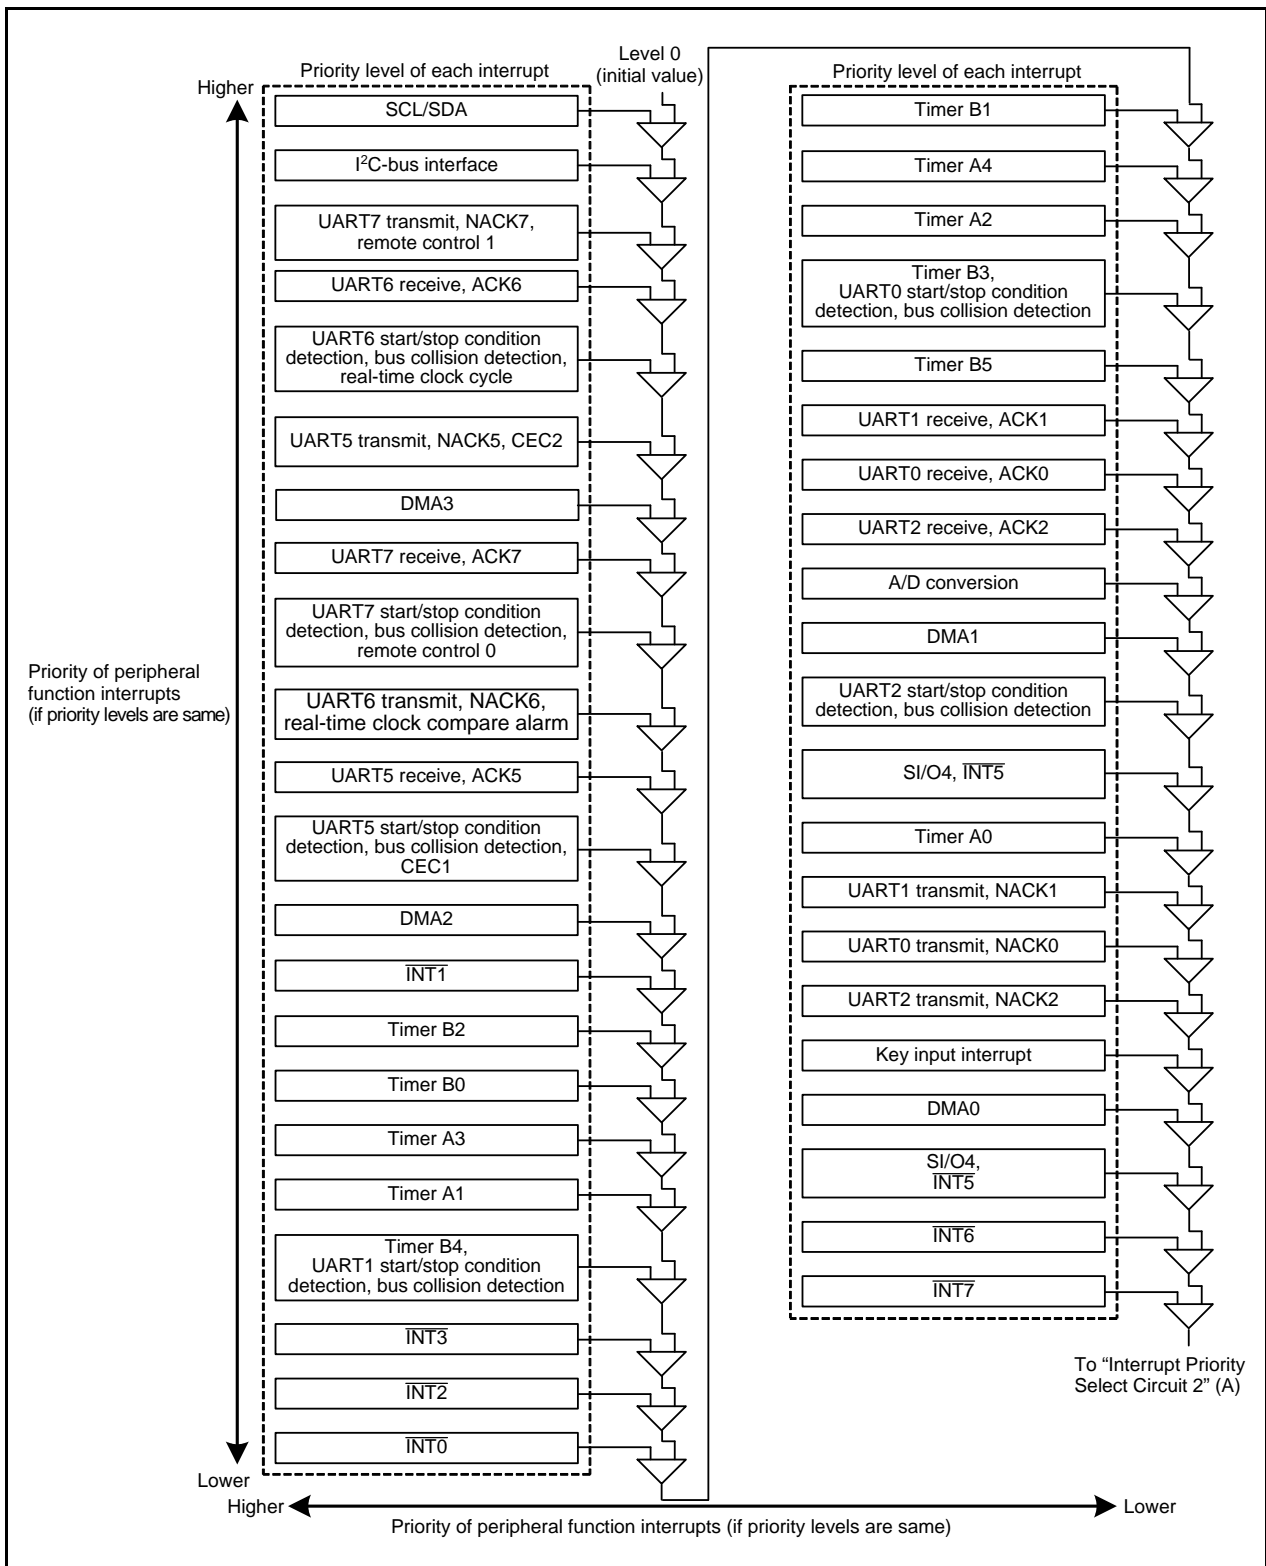 Level 0
(initial value)
Priority level of each interrupt
Higher
SCL/SDA
I²C-bus interface
UART7 transmit, NACK7,
remote control 1
UART6 receive, ACK6
UART6 start/stop condition
detection, bus collision detection,
real-time clock cycle
UART5 transmit, NACK5, CEC2
DMA3
UART7 receive, ACK7
UART7 start/stop condition
detection, bus collision detection,
remote control 0
UART6 transmit, NACK6,
real-time clock compare alarm
UART5 receive, ACK5
UART5 start/stop condition
detection, bus collision detection,
CEC1
DMA2
I̅N̅T̅1̅
Timer B2
Timer B0
Timer A3
Timer A1
Timer B4,
UART1 start/stop condition
detection, bus collision detection
I̅N̅T̅3̅
I̅N̅T̅2̅
I̅N̅T̅0̅
Priority of peripheral
function interrupts
(if priority levels are same)
Lower
Priority level of each interrupt
Timer B1
Timer A4
Timer A2
Timer B3,
UART0 start/stop condition
detection, bus collision detection
Timer B5
UART1 receive, ACK1
UART0 receive, ACK0
UART2 receive, ACK2
A/D conversion
DMA1
UART2 start/stop condition
detection, bus collision detection
SI/O4, I̅N̅T̅5̅
Timer A0
UART1 transmit, NACK1
UART0 transmit, NACK0
UART2 transmit, NACK2
Key input interrupt
DMA0
SI/O4,
I̅N̅T̅5̅
I̅N̅T̅6̅
I̅N̅T̅7̅
To “Interrupt Priority
Select Circuit 2” (A)
Higher
Lower
Priority of peripheral function interrupts (if priority levels are same)